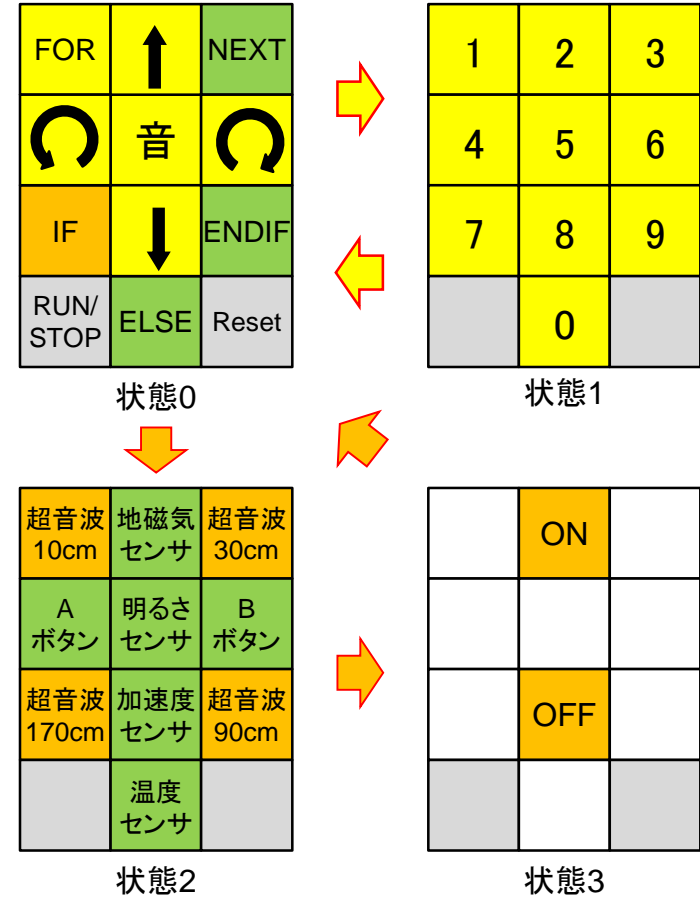 FOR
NEXT
音
IF
ENDIF
RUN/
STOP
ELSE
Reset
状態0
1
2
3
4
5
6
7
8
9
0
状態1
超音波
10cm
地磁気
センサ
超音波
30cm
A
ボタン
明るさ
センサ
B
ボタン
超音波
170cm
加速度
センサ
超音波
90cm
温度
センサ
状態2
ON
OFF
状態3